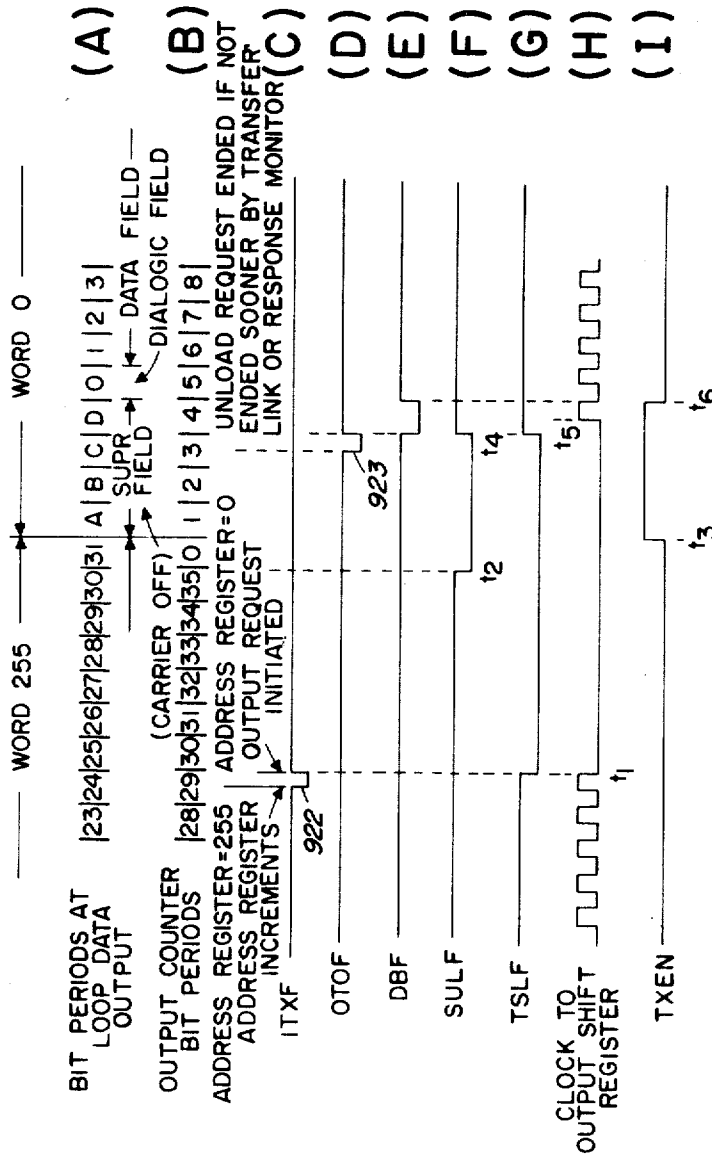 WORD 255
WORD 0
BIT PERIODS AT
LOOP DATA
OUTPUT
|23|24|25|26|27|28|29|30|31
A|B|C|D|0|1|2|3|
(A)
SUPR
FIELD
DATA FIELD
DIALOGIC FIELD
(CARRIER OFF)
OUTPUT COUNTER
BIT PERIODS
|28|29|30|31|32|33|34|35|0|1|2|3|4|5|6|7|8|
(B)
ADDRESS REGISTER=255
ADDRESS REGISTER
INCREMENTS
ADDRESS REGISTER=0
OUTPUT REQUEST
INITIATED
UNLOAD REQUEST ENDED IF NOT
ENDED SOONER BY TRANSFER
LINK OR RESPONSE MONITOR
ITXF
922
(C)
OTOF
923
(D)
DBF
(E)
SULF
t2
t4
(F)
TSLF
(G)
CLOCK TO
OUTPUT SHIFT
REGISTER
t1
t5
(H)
TXEN
t3
t6
(I)